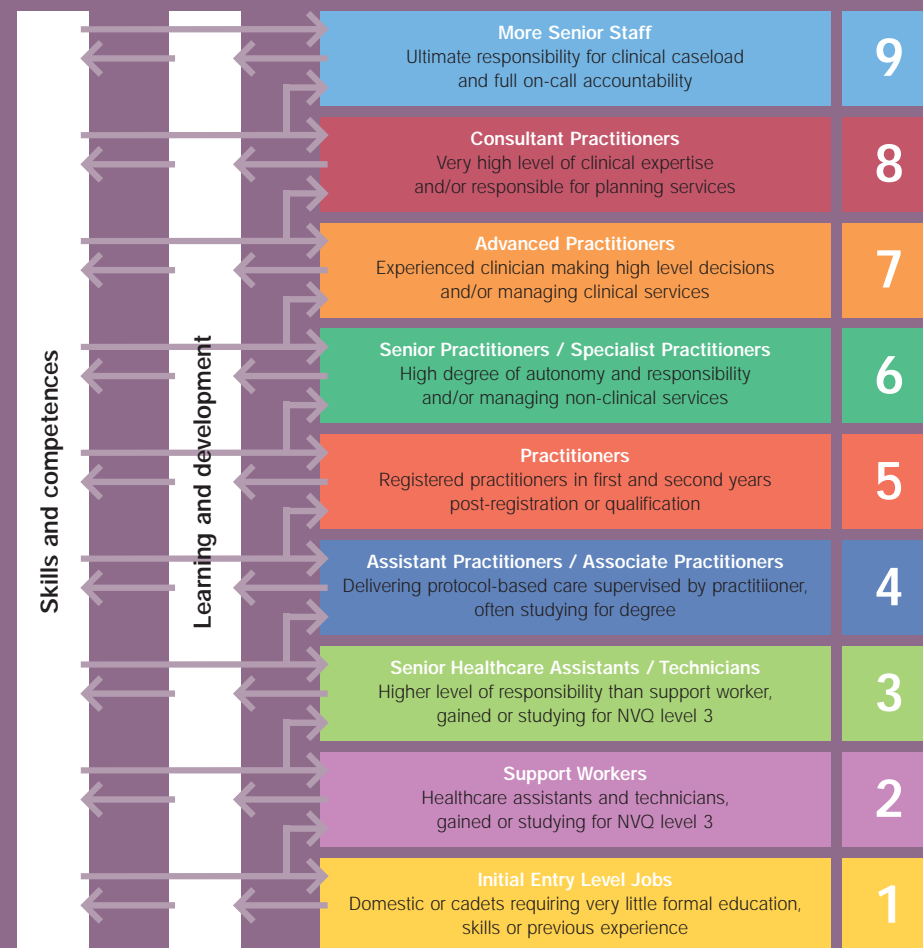 More Senior Staff
Ultimate responsibility for clinical caseload
and full on-call accountability
9
Consultant Practitioners
Very high level of clinical expertise
and/or responsible for planning services
8
Advanced Practitioners
Experienced clinician making high level decisions
and/or managing clinical services
7
Senior Practitioners / Specialist Practitioners
High degree of autonomy and responsibility
and/or managing non-clinical services
6
Practitioners
Registered practitioners in first and second years
post-registration or qualification
5
Assistant Practitioners / Associate Practitioners
Delivering protocol-based care supervised by practitiioner,
often studying for degree
4
Senior Healthcare Assistants / Technicians
Higher level of responsibility than support worker,
gained or studying for NVQ level 3
3
Support Workers
Healthcare assistants and technicians,
gained or studying for NVQ level 3
2
Initial Entry Level Jobs
Domestic or cadets requiring very little formal education,
skills or previous experience
1
Skills and competences
Learning and development